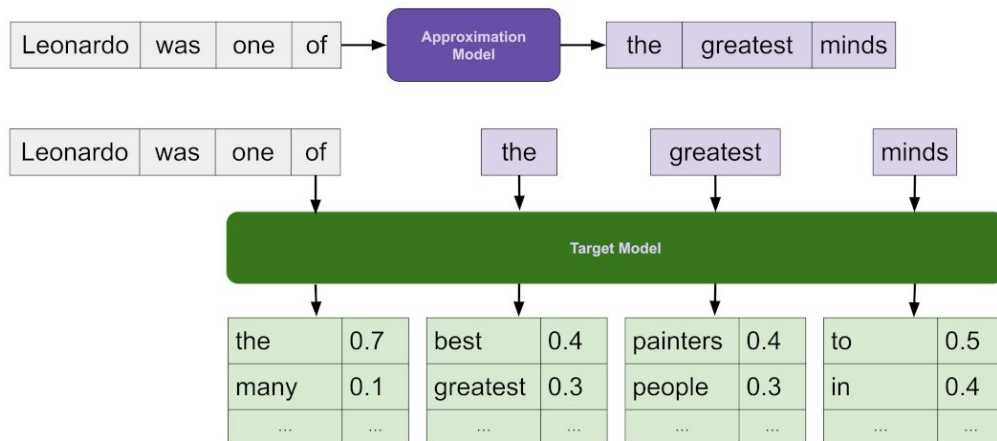 Leonardo was one of Approximation Model the greatest minds
Leonardo was one of the greatest minds
Target Model
the 0.7 best 0.4 painters 0.4 to 0.5
many 0.1 greatest 0.3 people 0.3 in 0.4
... ... ... ... ... ... ... ...